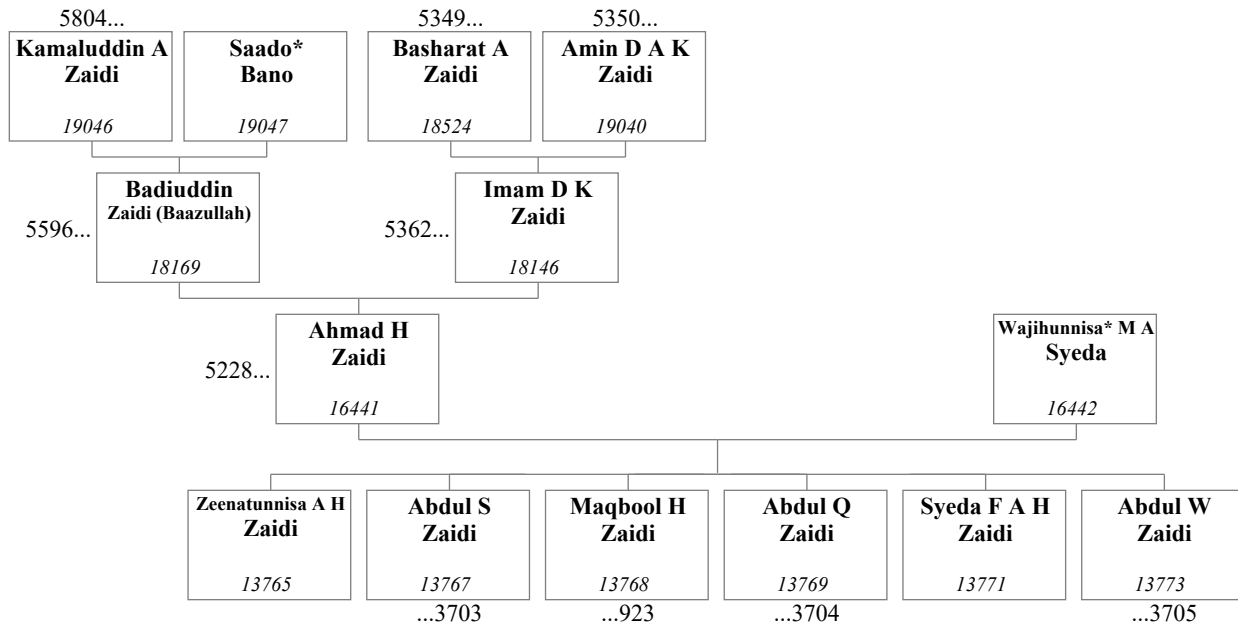 5804... 5349... 5350...
Kamaluddin A Saado* Basharat A Amin D A K
Zaidi Bano Zaidi Zaidi
19046 19047 18524 19040
Badiuddin Imam D K
Zaidi (Baazullah) Zaidi
5596... 5362...
18169 18146
Ahmad H Wajihunnisa* M A
Zaidi Syeda
5228...
16441 16442
Zeenatunnisa A H Abdul S Maqbool H Abdul Q Syeda F A H Abdul W
Zaidi Zaidi Zaidi Zaidi Zaidi Zaidi
13765 13767 13768 13769 13771 13773
...3703 ...923 ...3704 ...3705